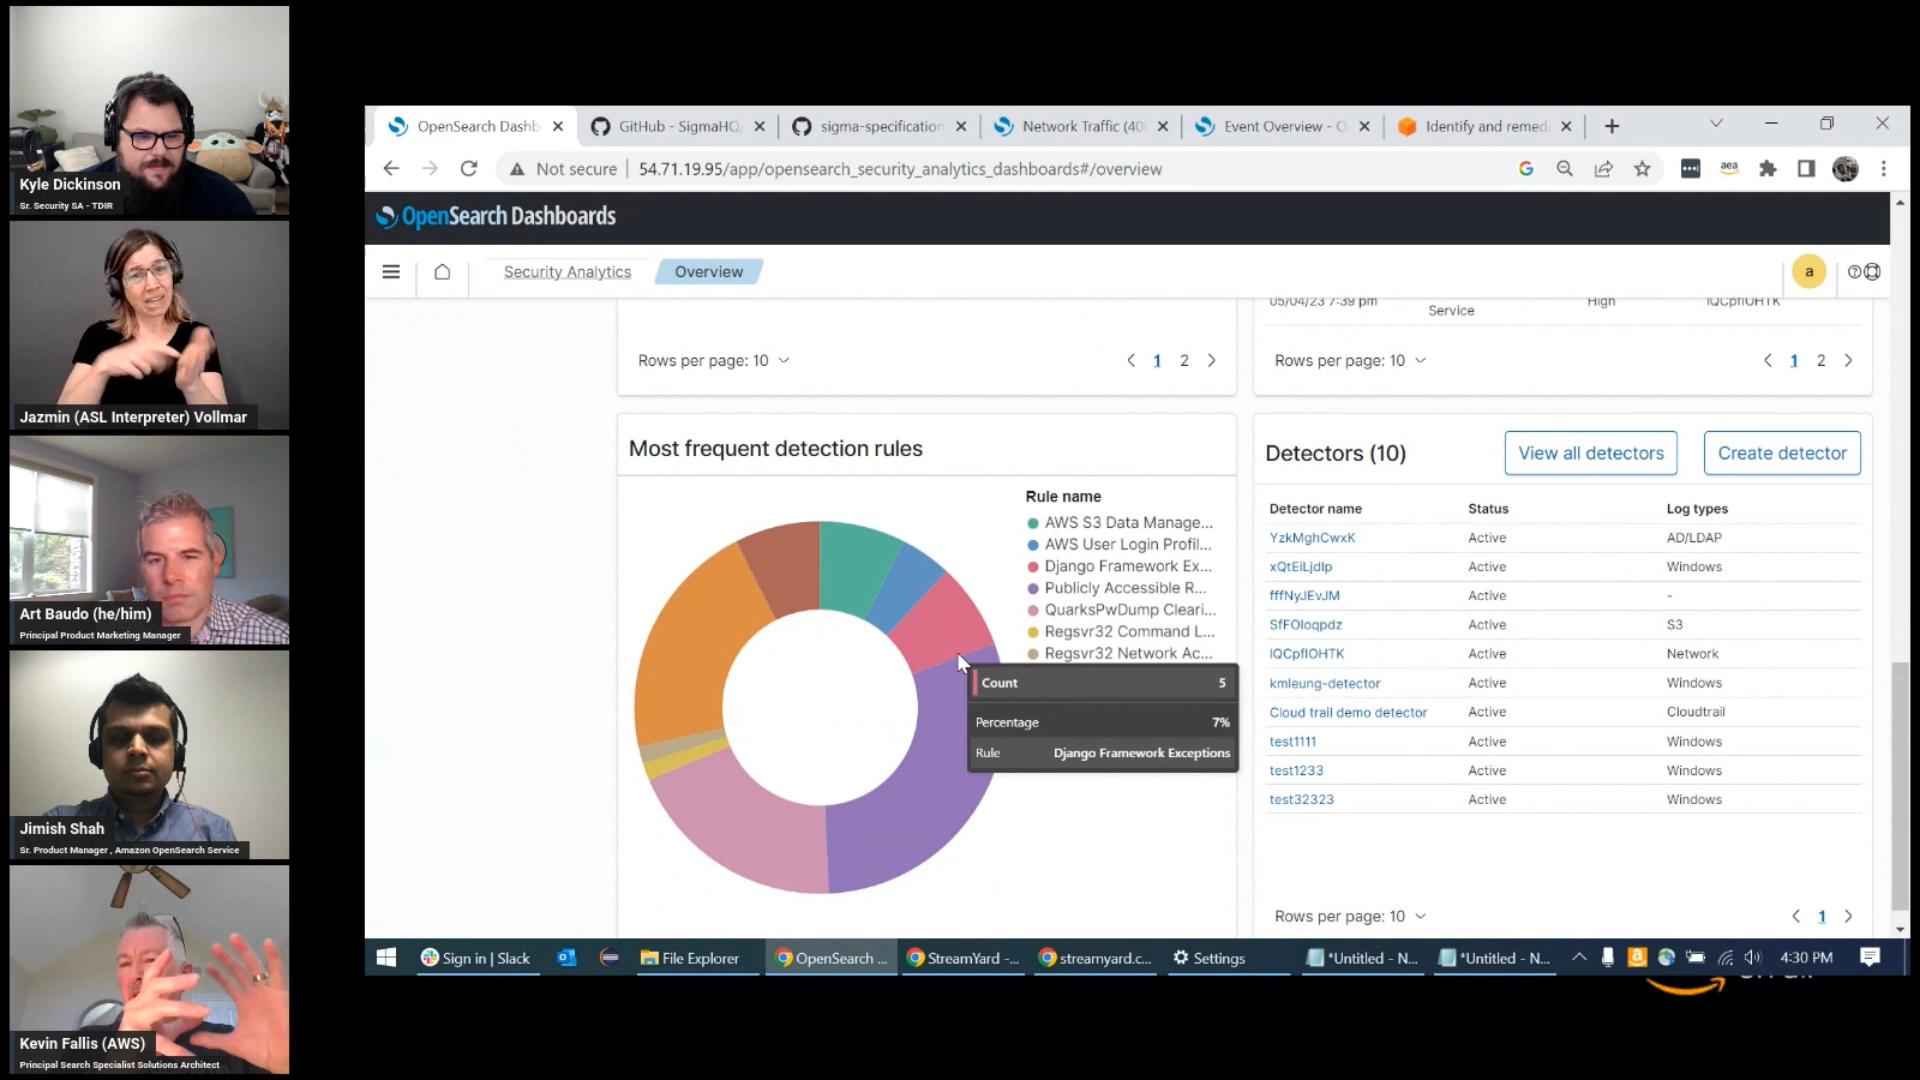 Kyle Dickinson
Sr. Security SA - TDIR
Jazmin (ASL Interpreter) Vollmar
Art Baudo (he/him)
Principal Product Marketing Manager
Jimish Shah
Sr. Product Manager , Amazon OpenSearch Service
Kevin Fallis (AWS)
Principal Search Specialist Solutions Architect
OpenSearch Dashb
GitHub - SigmaHQ
sigma-specification
Network Traffic (40
Event Overview - O
Identify and remed
Not secure
54.71.19.95/app/opensearch_security_analytics_dashboards#/overview
aea
OpenSearch Dashboards
Security Analytics
Overview
a
05/04/23 7:39 pm
Service
High
Rows per page: 10
1 2
Rows per page: 10
1 2
Most frequent detection rules
Rule name
AWS S3 Data Manage...
AWS User Login Profil...
Django Framework Ex...
Publicly Accessible R...
QuarksPwDump Cleari...
Regsvr32 Command L...
Regsvr32 Network Ac...
Count 5
Percentage 7%
Rule Django Framework Exceptions
Detectors (10)
View all detectors
Create detector
Detector name Status Log types
YzkMghCwxK Active AD/LDAP
xQtEiLjdlp Active Windows
fffNyJEvJM Active -
SfFOloqpdz Active S3
IQCpfIOHTK Active Network
kmleung-detector Active Windows
Cloud trail demo detector Active Cloudtrail
test1111 Active Windows
test1233 Active Windows
test32323 Active Windows
Rows per page: 10
1
Sign in | Slack
File Explorer
OpenSearch ...
StreamYard -...
streamyard.c...
Settings
*Untitled - N...
*Untitled - N...
4:30 PM